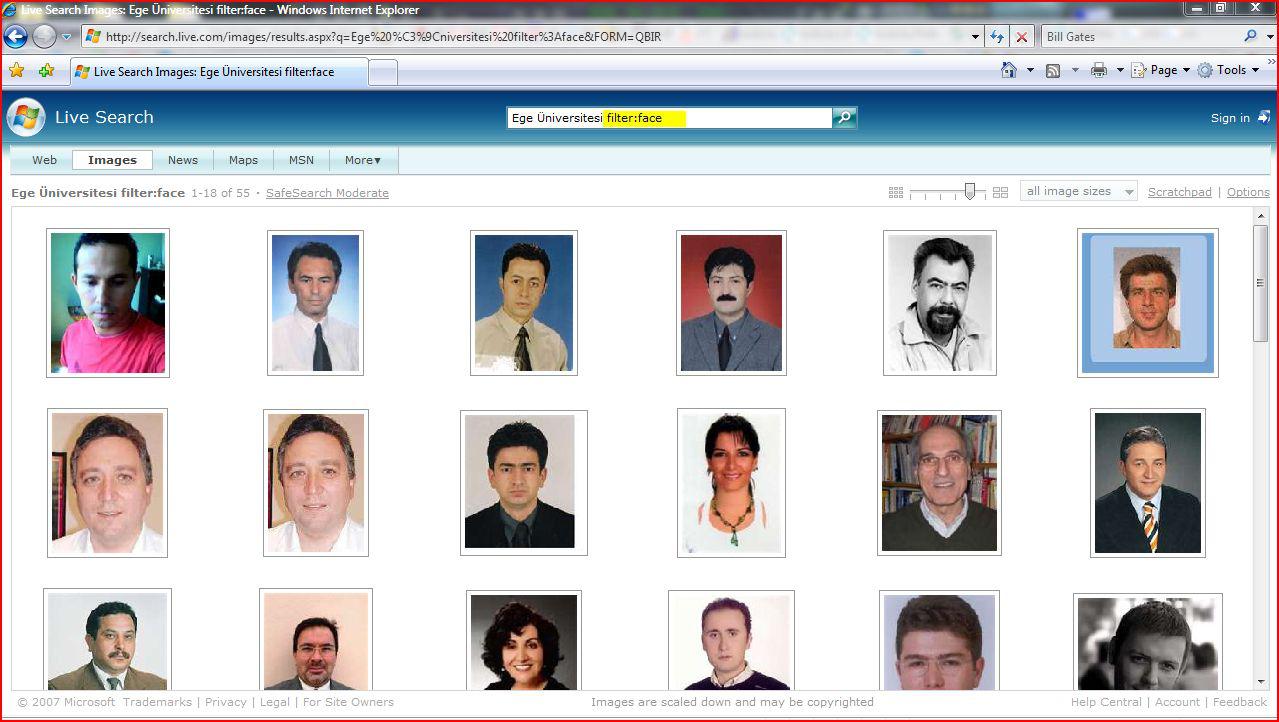 Live Search Images: Ege Üniversitesi filter:face - Windows Internet Explorer
http://search.live.com/images/results.aspx?q=Ege%20%C3%9Cniversitesi%20filter%3Aface&FORM=QBIR
Bill Gates
Live Search Images: Ege Üniversitesi filter:face
Page
Tools
Live Search
Ege Üniversitesi filter:face
Sign in
Web
Images
News
Maps
MSN
More
Ege Üniversitesi filter:face 1-18 of 55 · SafeSearch Moderate
all image sizes
Scratchpad | Options
© 2007 Microsoft Trademarks | Privacy | Legal | For Site Owners
Images are scaled down and may be copyrighted
Help Central | Account | Feedback